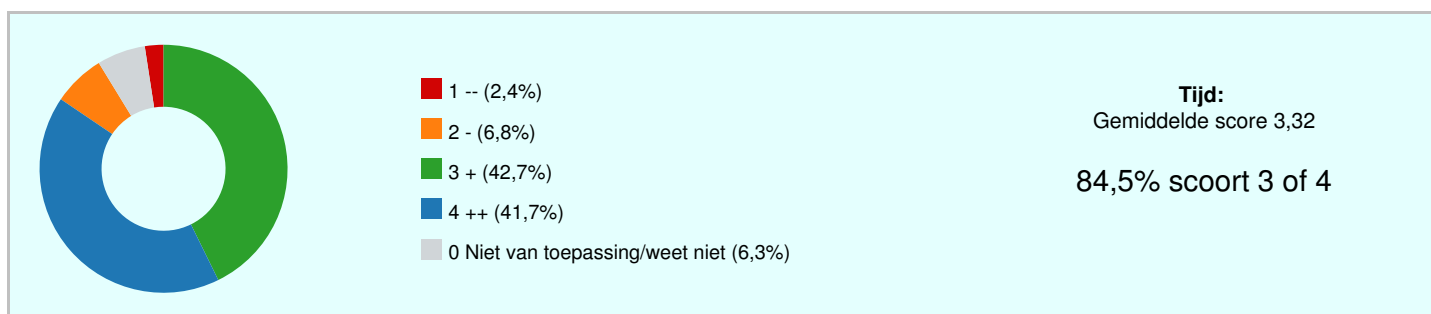 1 -- (2,4%)
2 - (6,8%)
3 + (42,7%)
4 ++ (41,7%)
0 Niet van toepassing/weet niet (6,3%)
Tijd:
Gemiddelde score 3,32
84,5% scoort 3 of 4